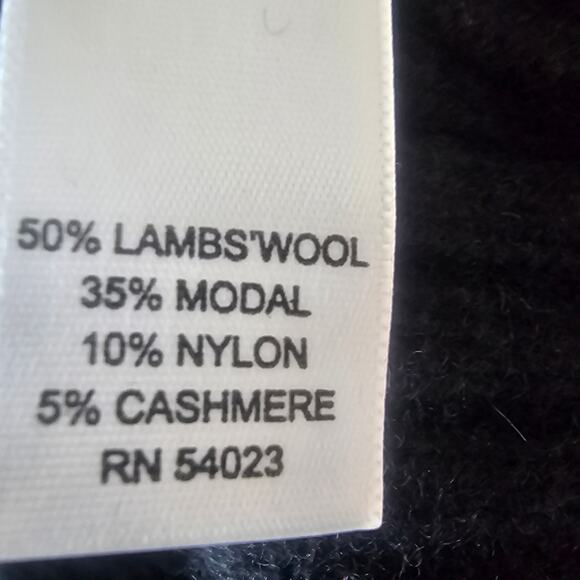 50% LAMBS'WOOL
35% MODAL
10% NYLON
5% CASHMERE
RN 54023